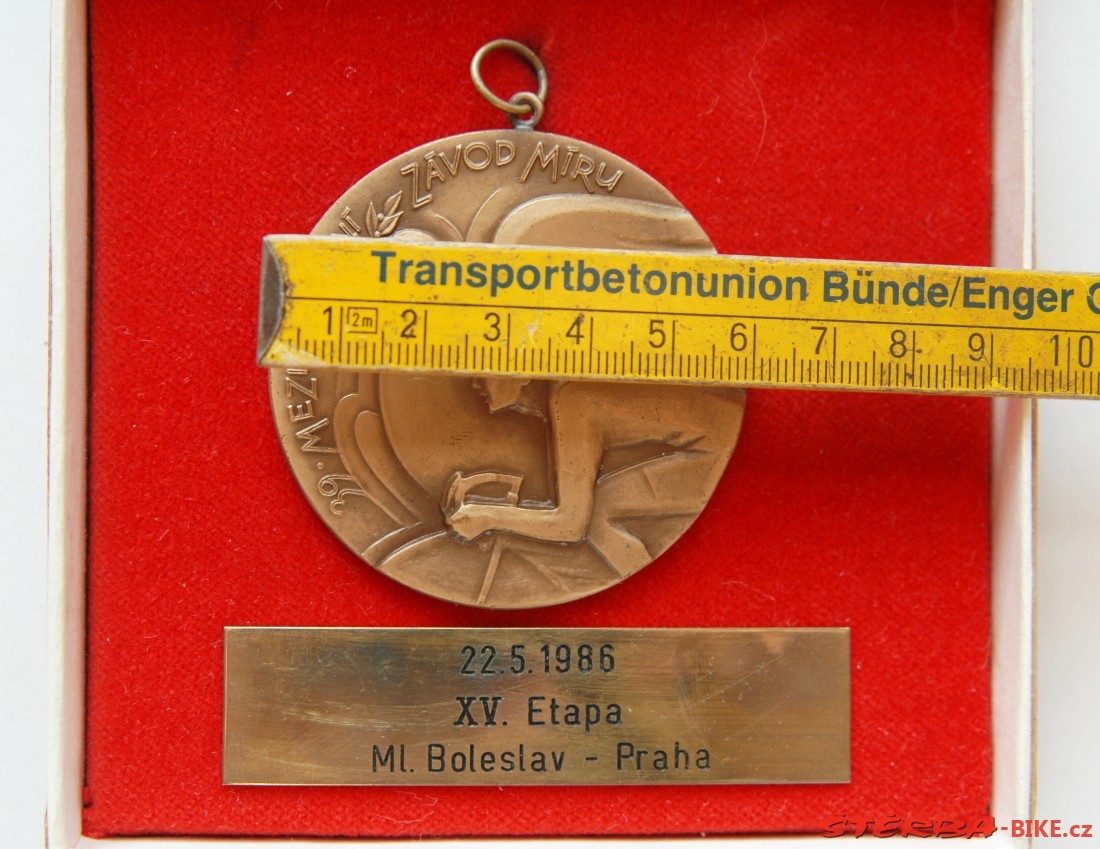 39. MEZI
ZÁVOD MÍRU
Transportbetonunion Bünde/Enger
1 2m 2 3 4 5 6 7 8 9 10
22.5.1986
XV. Etapa
Ml. Boleslav - Praha
ŠTĚRBA-BIKE.cz